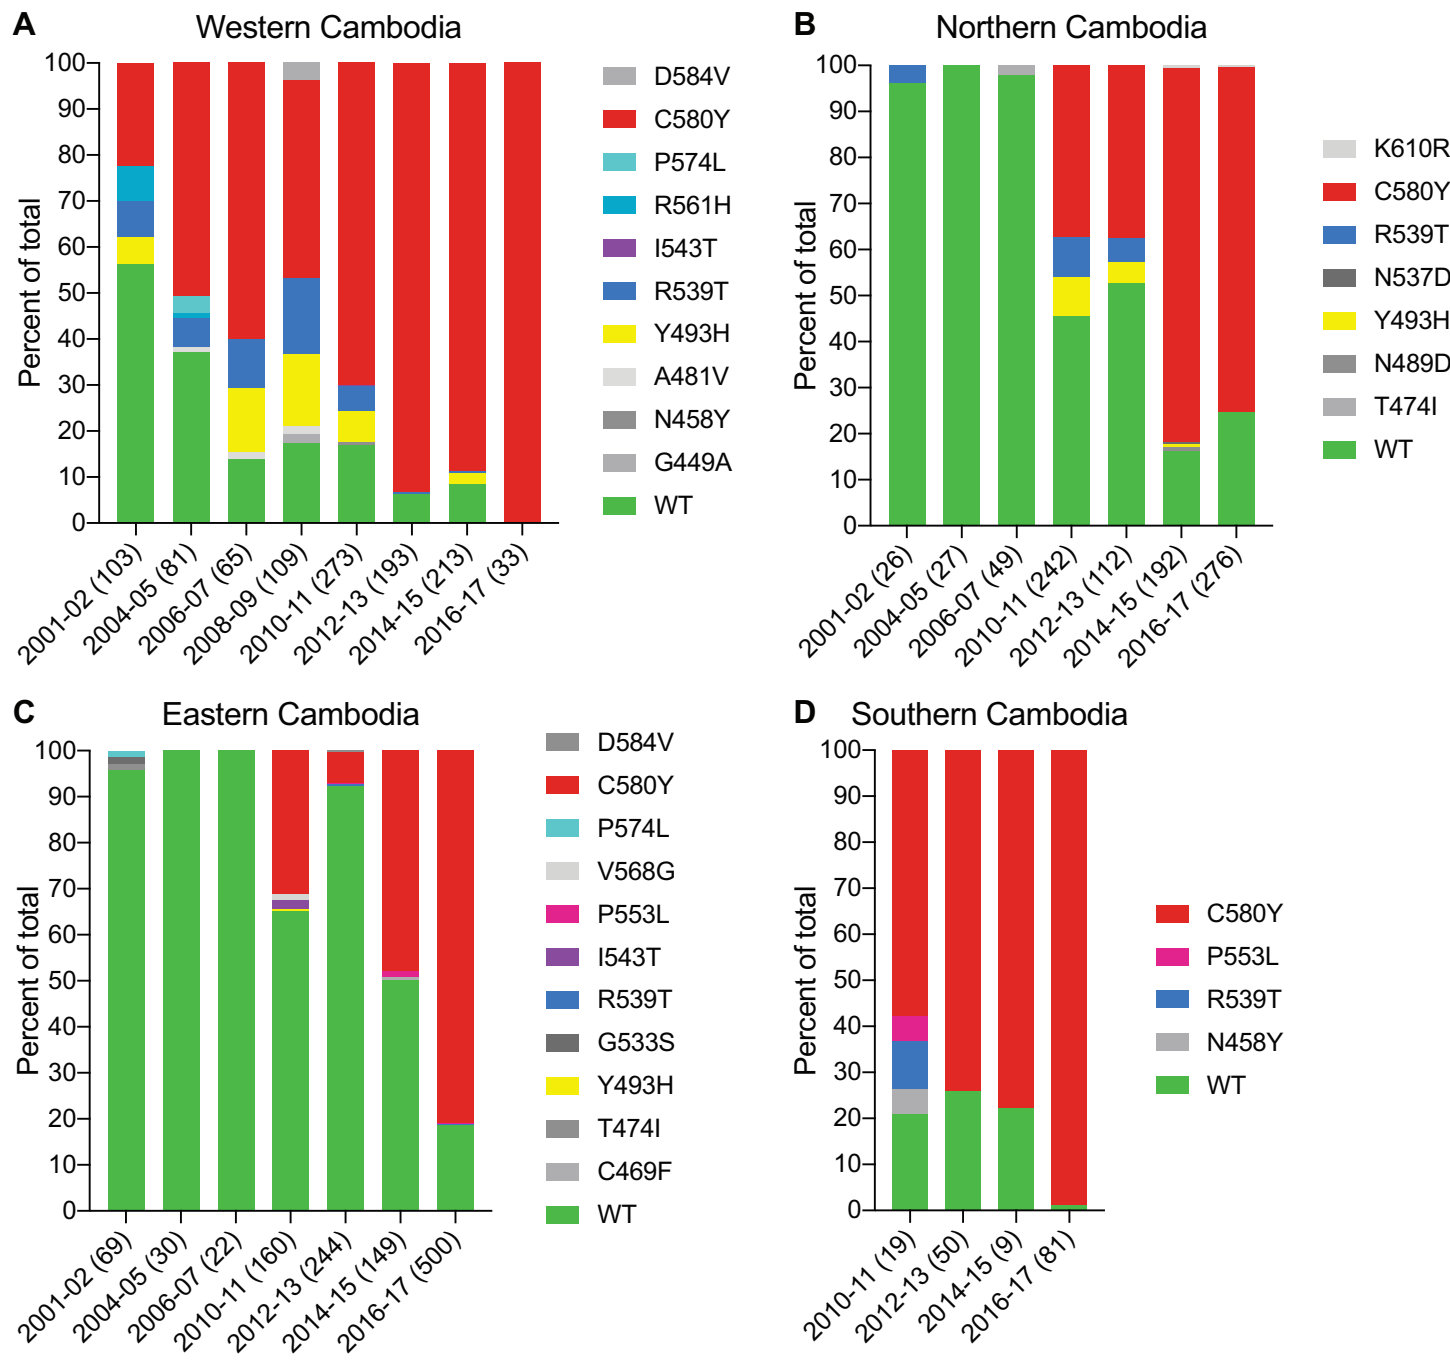 A
Western Cambodia
Percent of total
100
90
80
70
60
50
40
30
20
10
0
2001-02 (103)
2004-05 (81)
2006-07 (65)
2008-09 (109)
2010-11 (273)
2012-13 (193)
2014-15 (213)
2016-17 (33)
D584V
C580Y
P574L
R561H
I543T
R539T
Y493H
A481V
N458Y
G449A
WT
B
Northern Cambodia
Percent of total
100
90
80
70
60
50
40
30
20
10
0
2001-02 (26)
2004-05 (27)
2006-07 (49)
2010-11 (242)
2012-13 (112)
2014-15 (192)
2016-17 (276)
K610R
C580Y
R539T
N537D
Y493H
N489D
T474I
WT
C
Eastern Cambodia
Percent of total
100
90
80
70
60
50
40
30
20
10
0
2001-02 (69)
2004-05 (30)
2006-07 (22)
2010-11 (160)
2012-13 (244)
2014-15 (149)
2016-17 (500)
D584V
C580Y
P574L
V568G
P553L
I543T
R539T
G533S
Y493H
T474I
C469F
WT
D
Southern Cambodia
Percent of total
100
90
80
70
60
50
40
30
20
10
0
2010-11 (19)
2012-13 (50)
2014-15 (9)
2016-17 (81)
C580Y
P553L
R539T
N458Y
WT